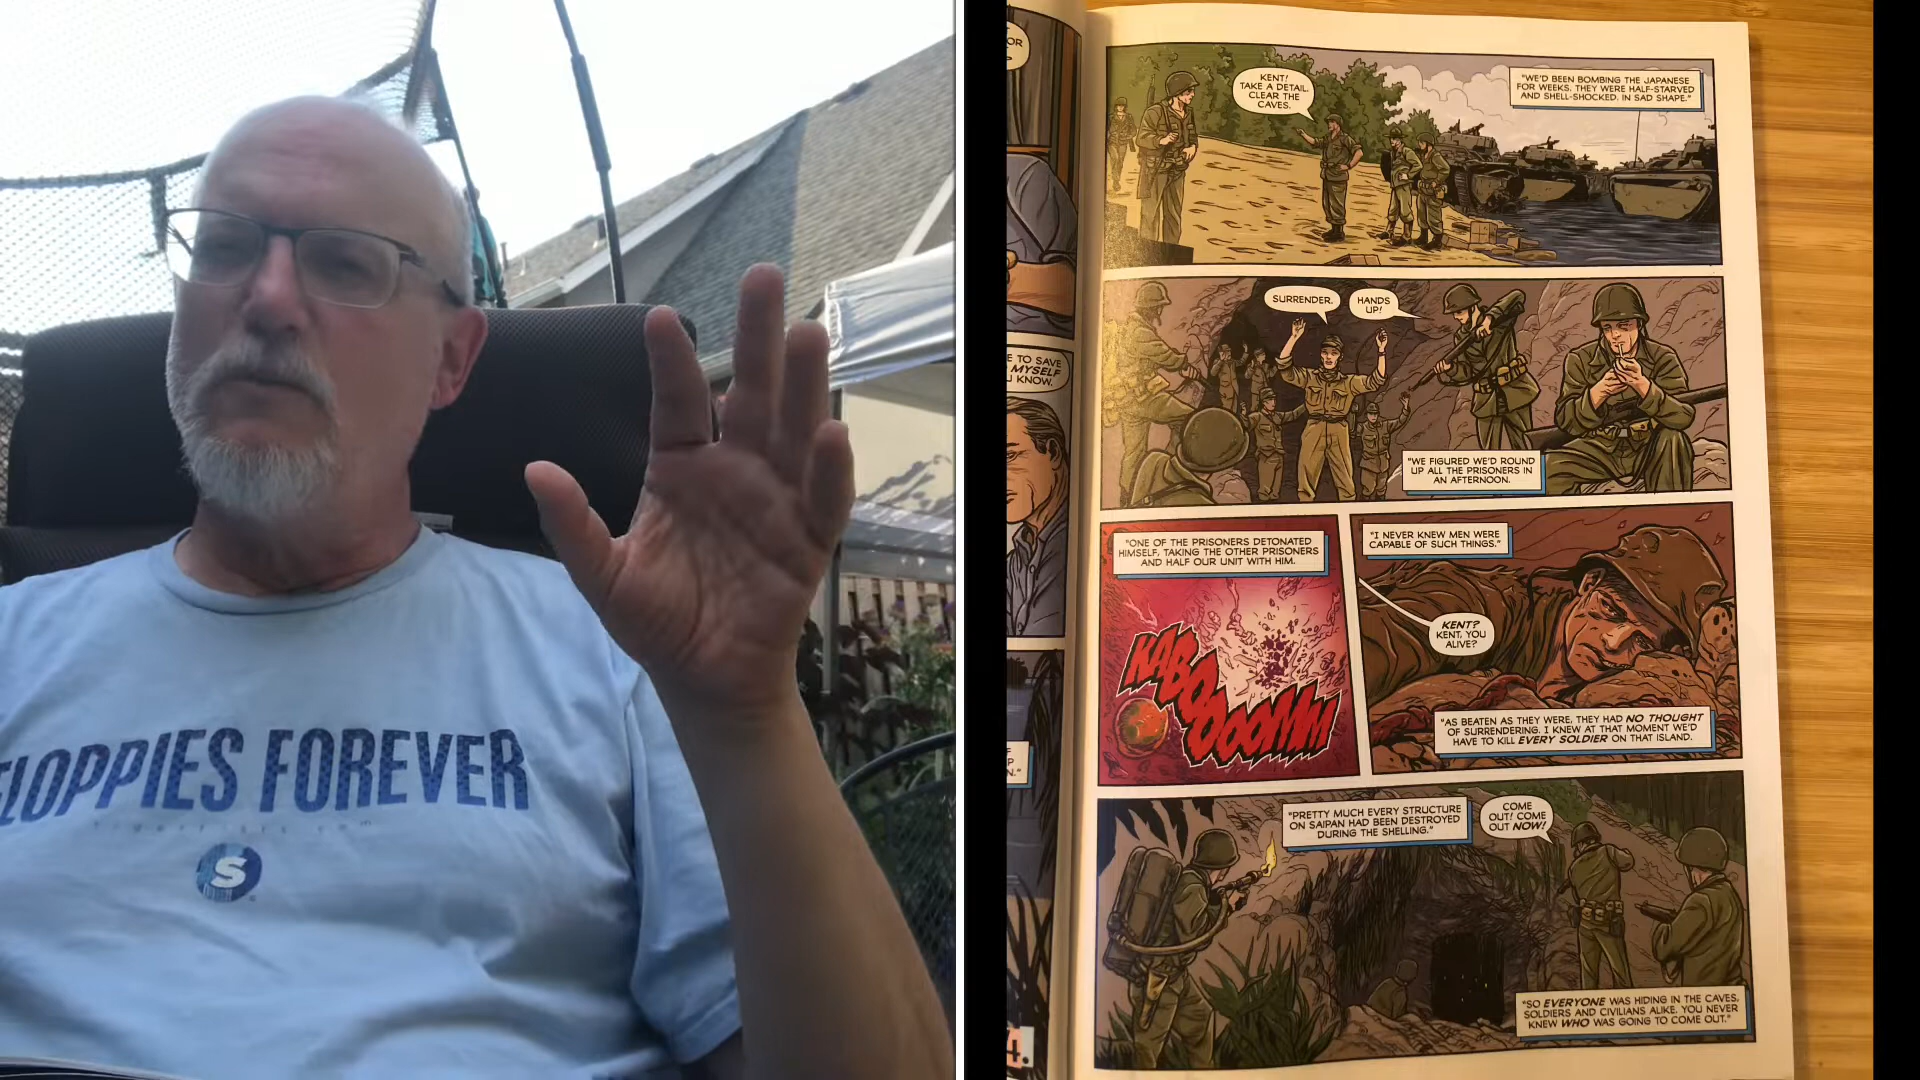 FLOPPIES FOREVER
S
OR
E TO SAVE
MYSELF
U KNOW.
F
P
N."
4.
KENT!
TAKE A DETAIL.
CLEAR THE
CAVES.
"WE'D BEEN BOMBING THE JAPANESE
FOR WEEKS. THEY WERE HALF-STARVED
AND SHELL-SHOCKED. IN SAD SHAPE."
SURRENDER.
HANDS
UP!
"WE FIGURED WE'D ROUND
UP ALL THE PRISONERS IN
AN AFTERNOON.
"ONE OF THE PRISONERS DETONATED
HIMSELF, TAKING THE OTHER PRISONERS
AND HALF OUR UNIT WITH HIM.
KABOOOOOMM
"I NEVER KNEW MEN WERE
CAPABLE OF SUCH THINGS."
KENT?
KENT, YOU
ALIVE?
"AS BEATEN AS THEY WERE, THEY HAD NO THOUGHT
OF SURRENDERING. I KNEW AT THAT MOMENT WE'D
HAVE TO KILL EVERY SOLDIER ON THAT ISLAND.
"PRETTY MUCH EVERY STRUCTURE
ON SAIPAN HAD BEEN DESTROYED
DURING THE SHELLING."
COME
OUT! COME
OUT NOW!
"SO EVERYONE WAS HIDING IN THE CAVES.
SOLDIERS AND CIVILIANS ALIKE. YOU NEVER
KNEW WHO WAS GOING TO COME OUT."